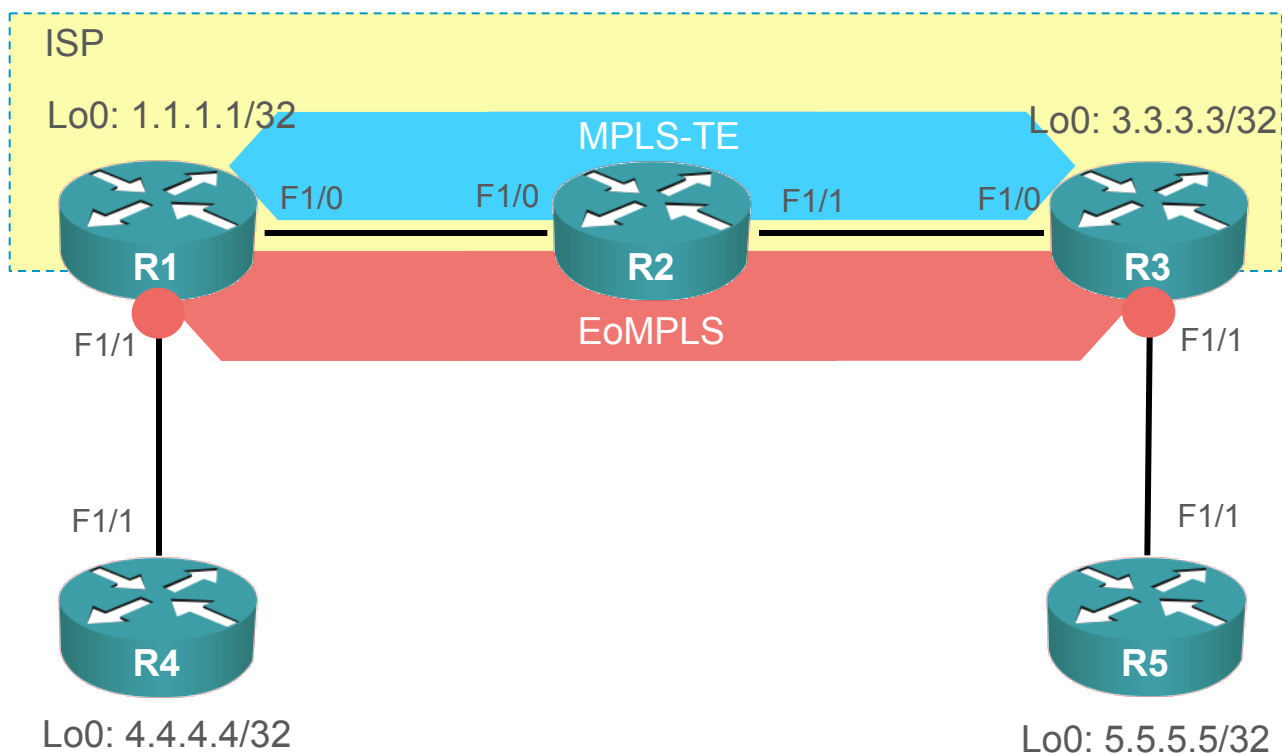 ISP
Lo0: 1.1.1.1/32
MPLS-TE
Lo0: 3.3.3.3/32
F1/0
F1/0
F1/1
F1/0
R1
R2
R3
EoMPLS
F1/1
F1/1
F1/1
F1/1
R4
R5
Lo0: 4.4.4.4/32
Lo0: 5.5.5.5/32